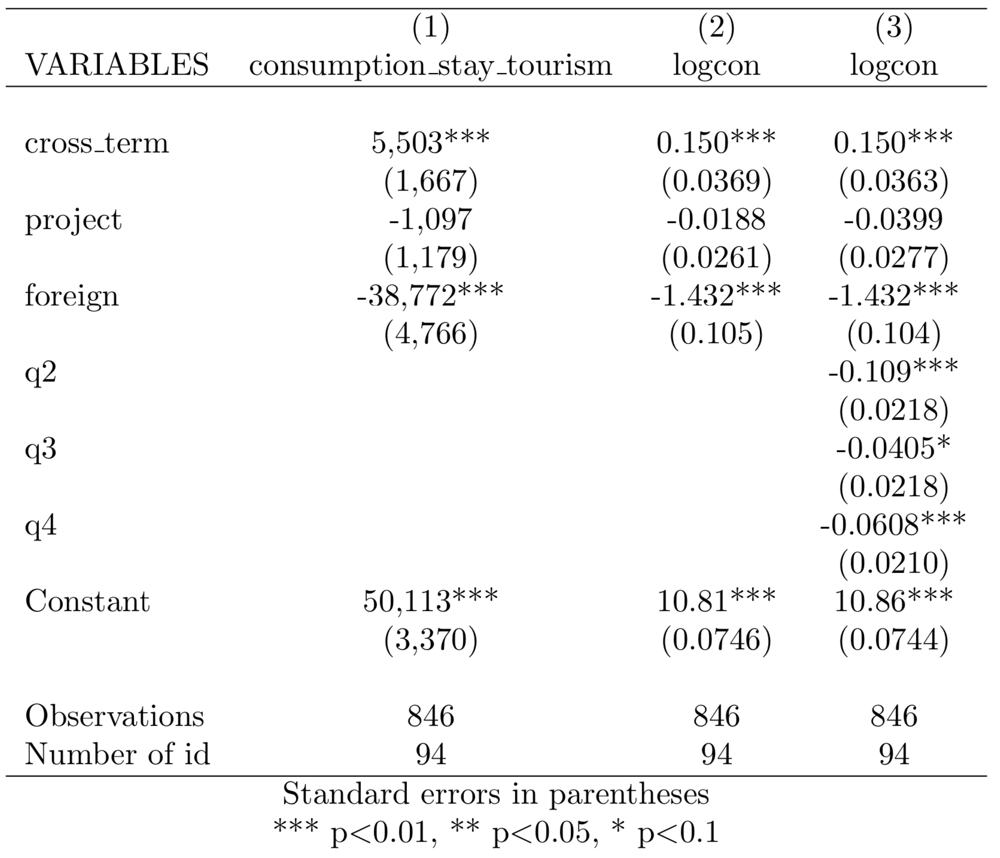 (1) (2) (3)
VARIABLES consumption_stay_tourism logcon logcon
cross_term 5,503*** 0.150*** 0.150***
(1,667) (0.0369) (0.0363)
project -1,097 -0.0188 -0.0399
(1,179) (0.0261) (0.0277)
foreign -38,772*** -1.432*** -1.432***
(4,766) (0.105) (0.104)
q2 -0.109***
(0.0218)
q3 -0.0405*
(0.0218)
q4 -0.0608***
(0.0210)
Constant 50,113*** 10.81*** 10.86***
(3,370) (0.0746) (0.0744)
Observations 846 846 846
Number of id 94 94 94
Standard errors in parentheses
*** p<0.01, ** p<0.05, * p<0.1